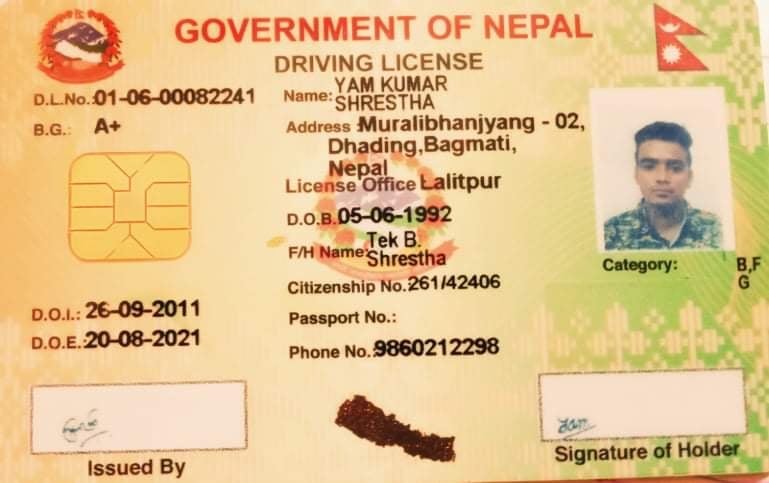 GOVERNMENT OF NEPAL
DRIVING LICENSE
D.L.No.:01-06-00082241
B.G.: A+
Name: YAM KUMAR
SHRESTHA
Address :Muralibhanjyang - 02,
Dhading,Bagmati,
Nepal
License Office Lalitpur
D.O.B.05-06-1992
F/H Name: Tek B.
Shrestha
Citizenship No.:261/42406
Passport No.:
Phone No.:9860212298
Category: B,F
G
D.O.I.: 26-09-2011
D.O.E.:20-08-2021
Issued By
Yam
Signature of Holder